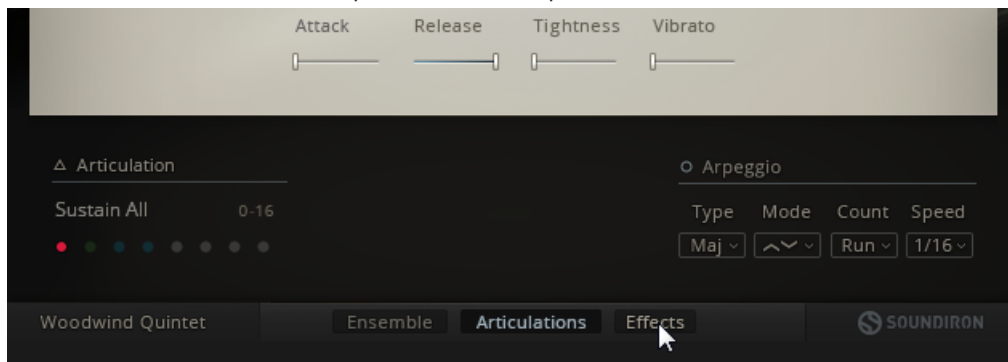 Attack Release Tightness Vibrato
Articulation
Sustain All 0-16
Arpeggio
Type Mode Count Speed
Maj Run 1/16
Woodwind Quintet Ensemble Articulations Effects SOUNDIRON